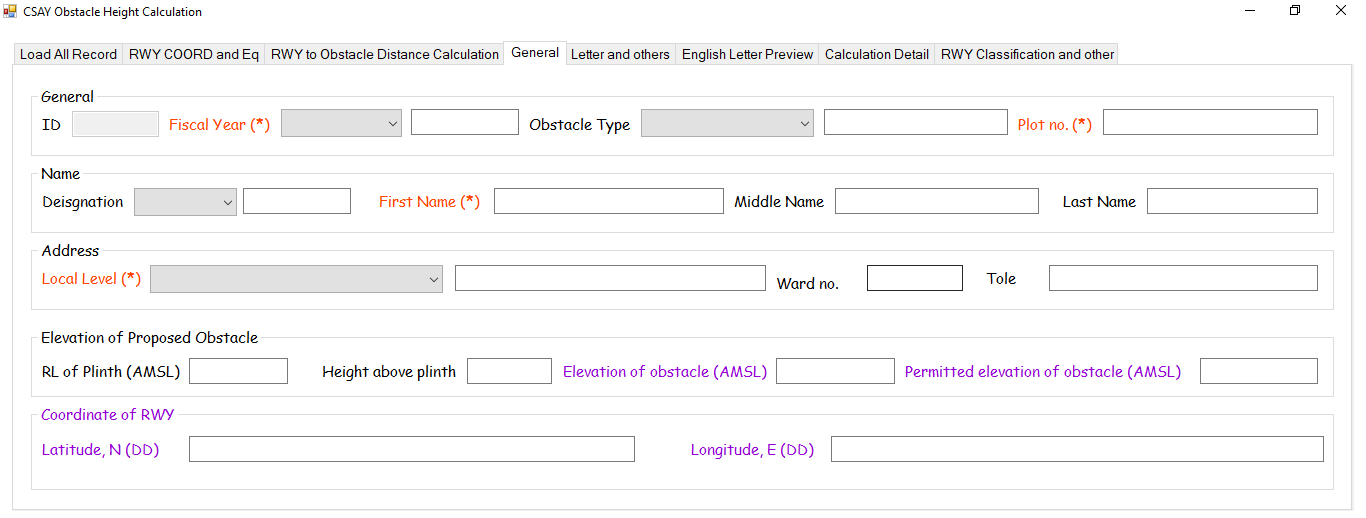 CSAY Obstacle Height Calculation
Load All Record RWY COORD and Eq RWY to Obstacle Distance Calculation General Letter and others English Letter Preview Calculation Detail RWY Classification and other
General
ID Fiscal Year (*) Obstacle Type Plot no. (*)
Name
Deisgnation First Name (*) Middle Name Last Name
Address
Local Level (*) Ward no. Tole
Elevation of Proposed Obstacle
RL of Plinth (AMSL) Height above plinth Elevation of obstacle (AMSL) Permitted elevation of obstacle (AMSL)
Coordinate of RWY
Latitude, N (DD) Longitude, E (DD)